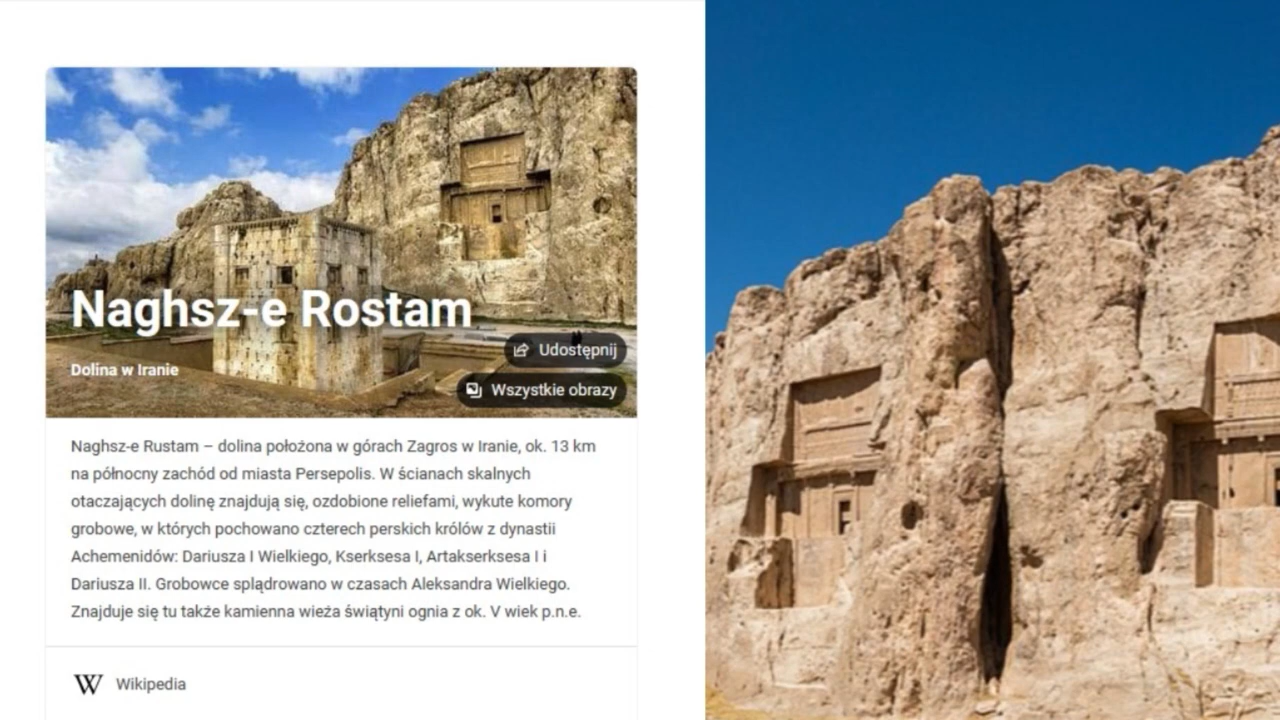 Naghsz-e Rostam
Dolina w Iranie
Udostępnij
Wszystkie obrazy
Naghsz-e Rustam – dolina położona w górach Zagros w Iranie, ok. 13 km
na północny zachód od miasta Persepolis. W ścianach skalnych
otaczających dolinę znajdują się, ozdobione reliefami, wykute komory
grobowe, w których pochowano czterech perskich królów z dynastii
Achemenidów: Dariusza I Wielkiego, Kserksesa I, Artakserksesa I i
Dariusza II. Grobowce splądrowano w czasach Aleksandra Wielkiego.
Znajduje się tu także kamienna wieża świątyni ognia z ok. V wiek p.n.e.
W Wikipedia